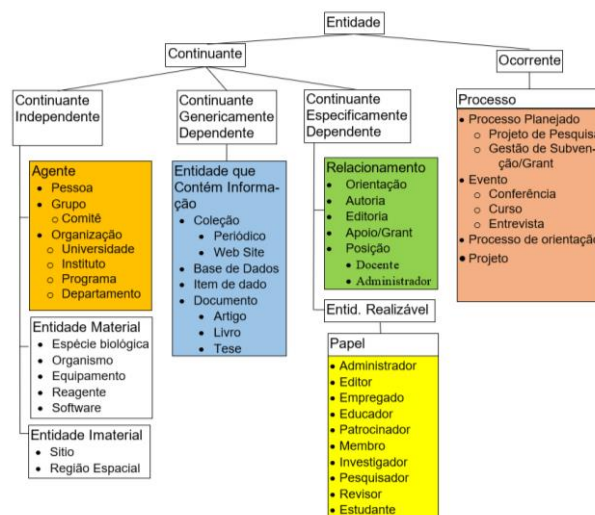 Entidade
Continuante
Ocorrente
Continuante
Independente
Continuante
Genericamente
Dependente
Continuante
Especificamente
Dependente
Processo
• Processo Planejado
○ Projeto de Pesquisa
○ Gestão de Subven-
ção/Grant
• Evento
○ Conferência
○ Curso
○ Entrevista
• Processo de orientação
• Projeto
Agente
• Pessoa
• Grupo
○ Comitê
• Organização
○ Universidade
○ Instituto
○ Programa
○ Departamento
Entidade que
Contém Informa-
ção
• Coleção
• Periódico
• Web Site
• Base de Dados
• Item de dado
• Documento
• Artigo
• Livro
• Tese
Relacionamento
• Orientação
• Autoria
• Editoria
• Apoio/Grant
• Posição
• Docente
• Administrador
Entidade Material
• Espécie biológica
• Organismo
• Equipamento
• Reagente
• Software
Entid. Realizável
Papel
• Administrador
• Editor
• Empregado
• Educador
• Patrocinador
• Membro
• Investigador
• Pesquisador
• Revisor
• Estudante
Entidade Imaterial
• Sitio
• Região Espacial